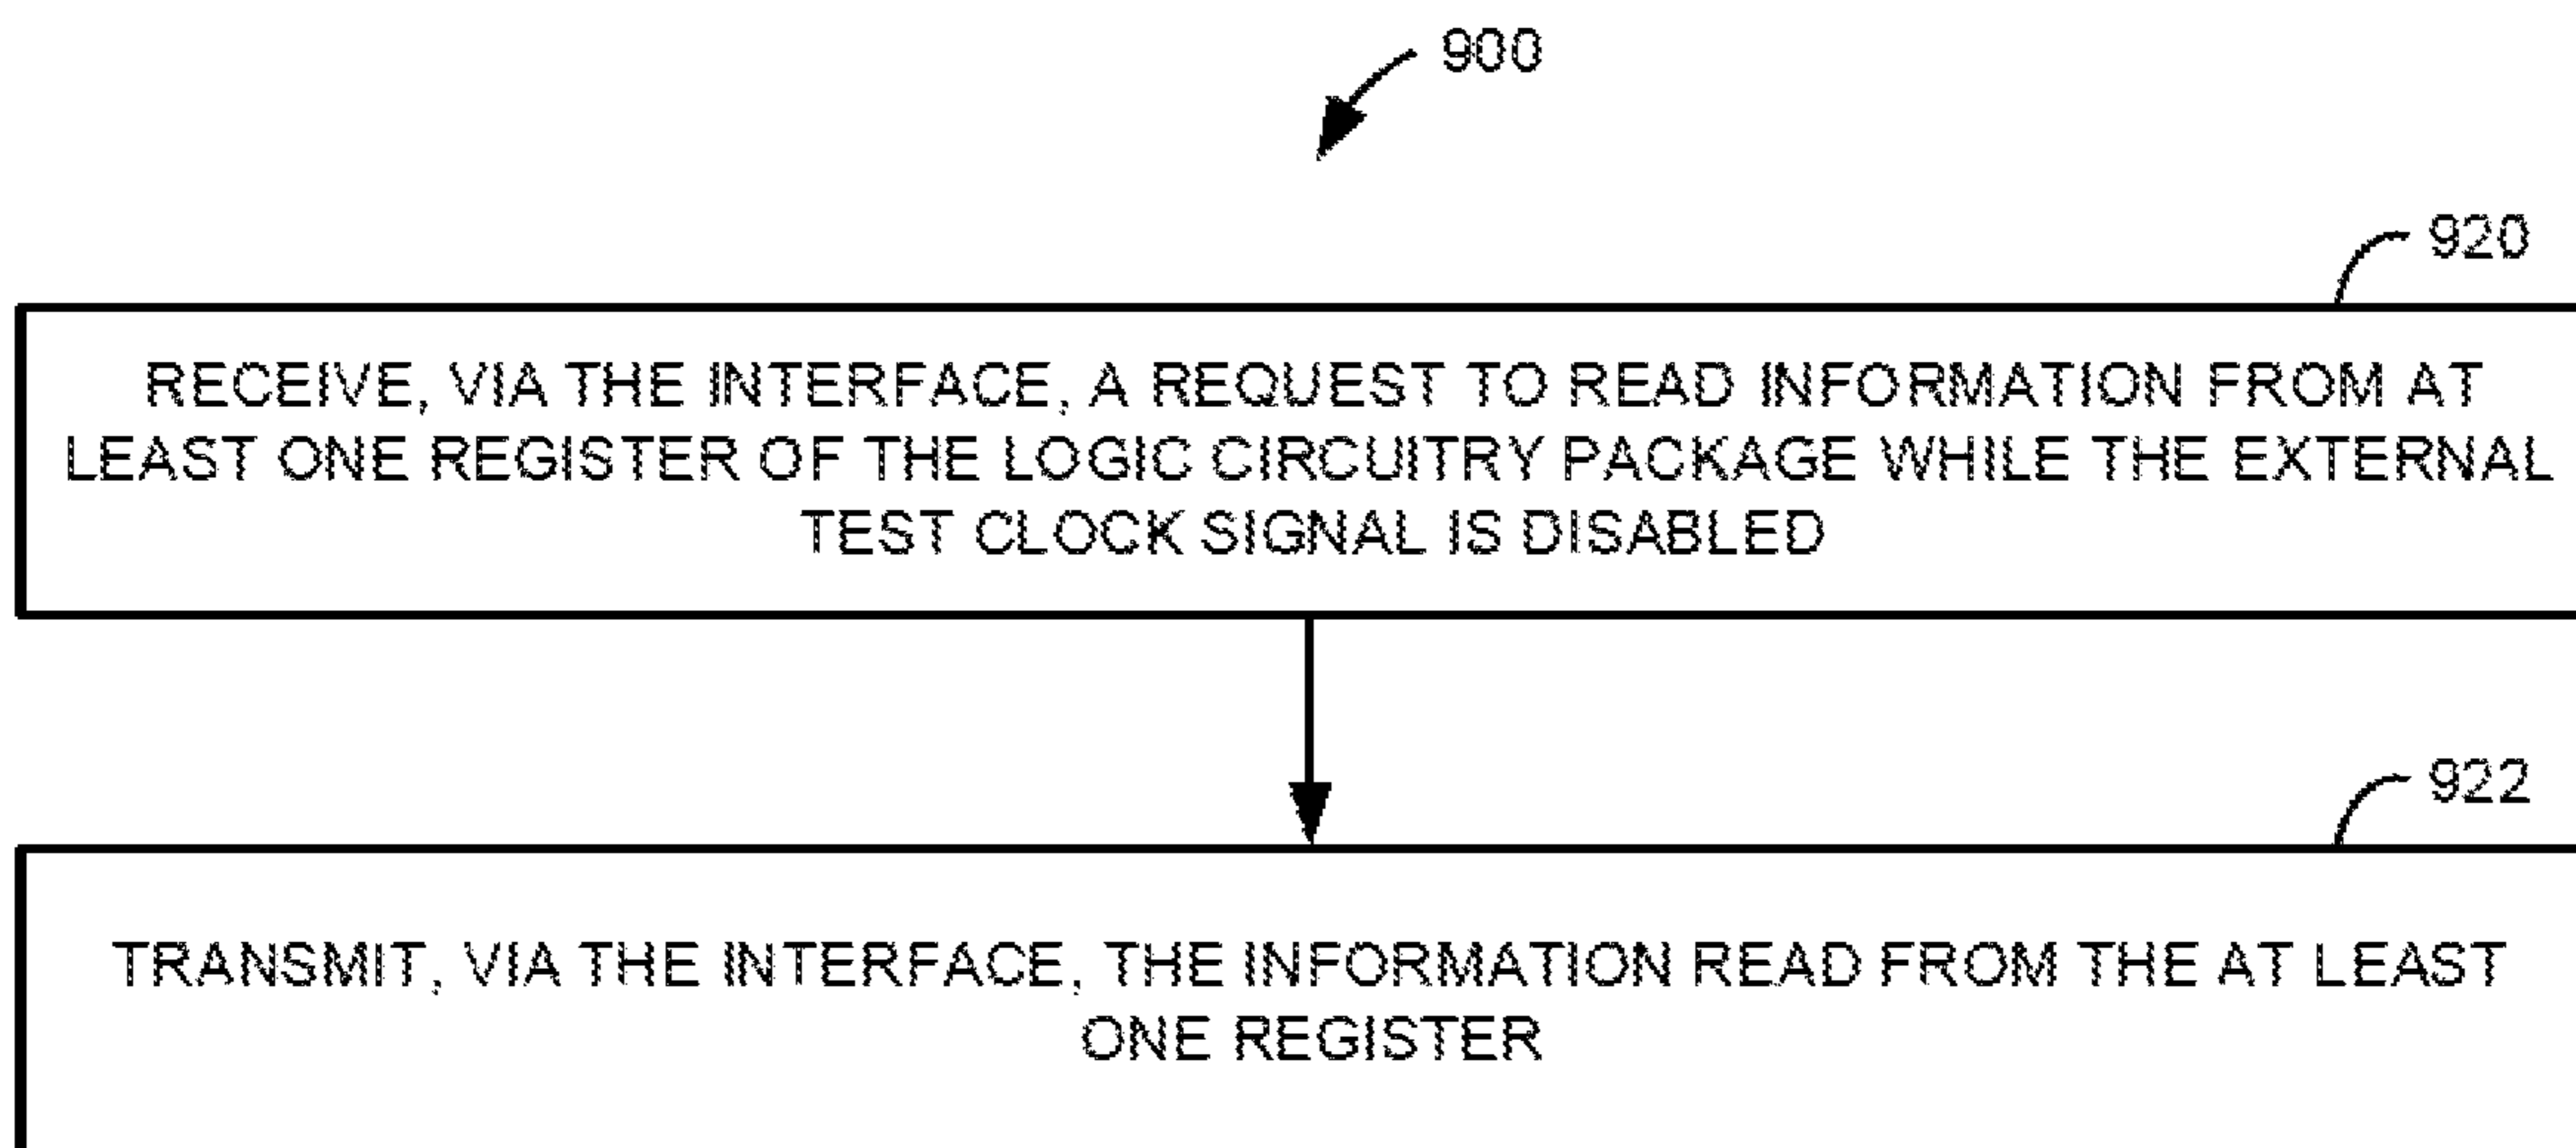 900
920
RECEIVE, VIA THE INTERFACE, A REQUEST TO READ INFORMATION FROM AT
LEAST ONE REGISTER OF THE LOGIC CIRCUITRY PACKAGE WHILE THE EXTERNAL
TEST CLOCK SIGNAL IS DISABLED
922
TRANSMIT, VIA THE INTERFACE, THE INFORMATION READ FROM THE AT LEAST
ONE REGISTER